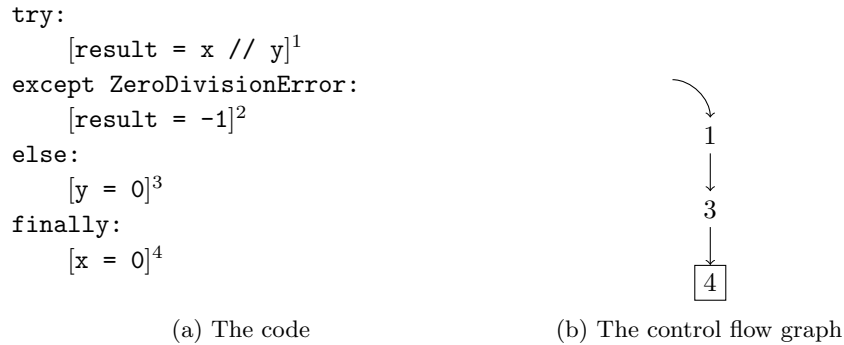 try:
[result = x // y]¹
except ZeroDivisionError:
[result = -1]²
else:
[y = 0]³
finally:
[x = 0]⁴
(a) The code
1
3
4
(b) The control flow graph